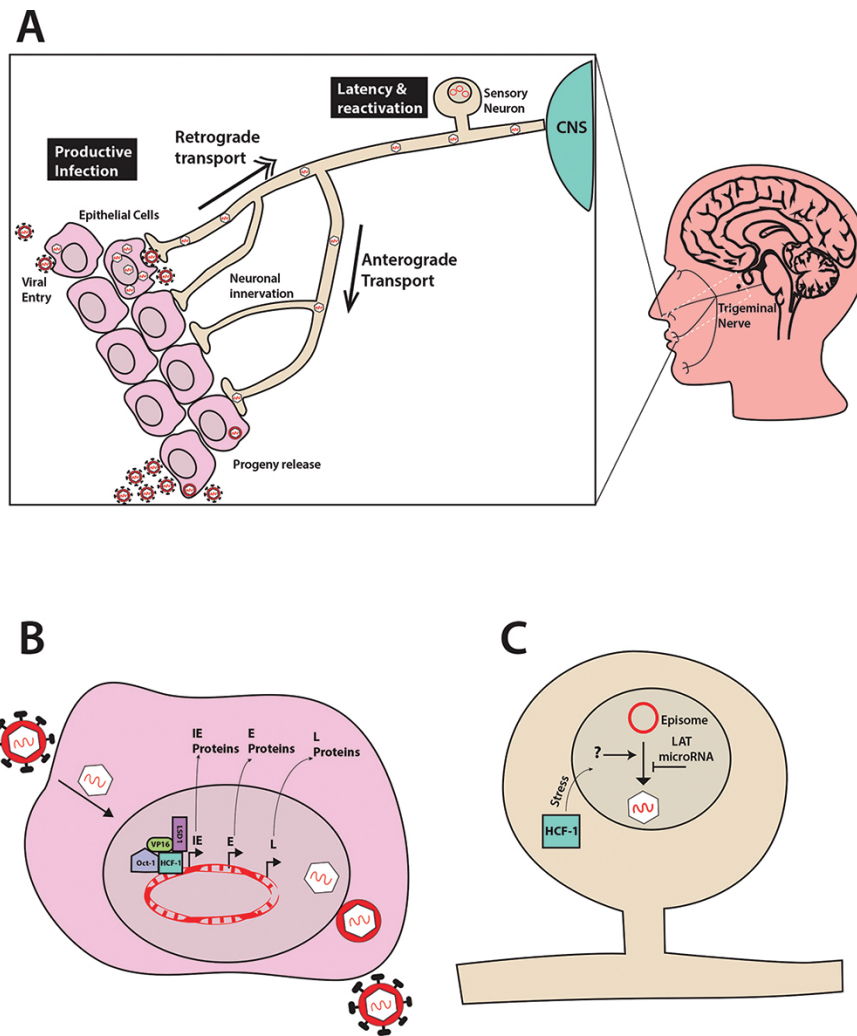 A
Latency &
reactivation
Sensory
Neuron
CNS
Retrograde
transport
Productive
Infection
Epithelial Cells
Viral
Entry
Neuronal
innervation
Anterograde
Transport
Progeny release
Trigeminal
Nerve
B
IE
Proteins
E
Proteins
L
Proteins
LSD1
VP16
Oct-1
HCF-1
IE
E
L
C
Episome
?
LAT
microRNA
Stress
HCF-1